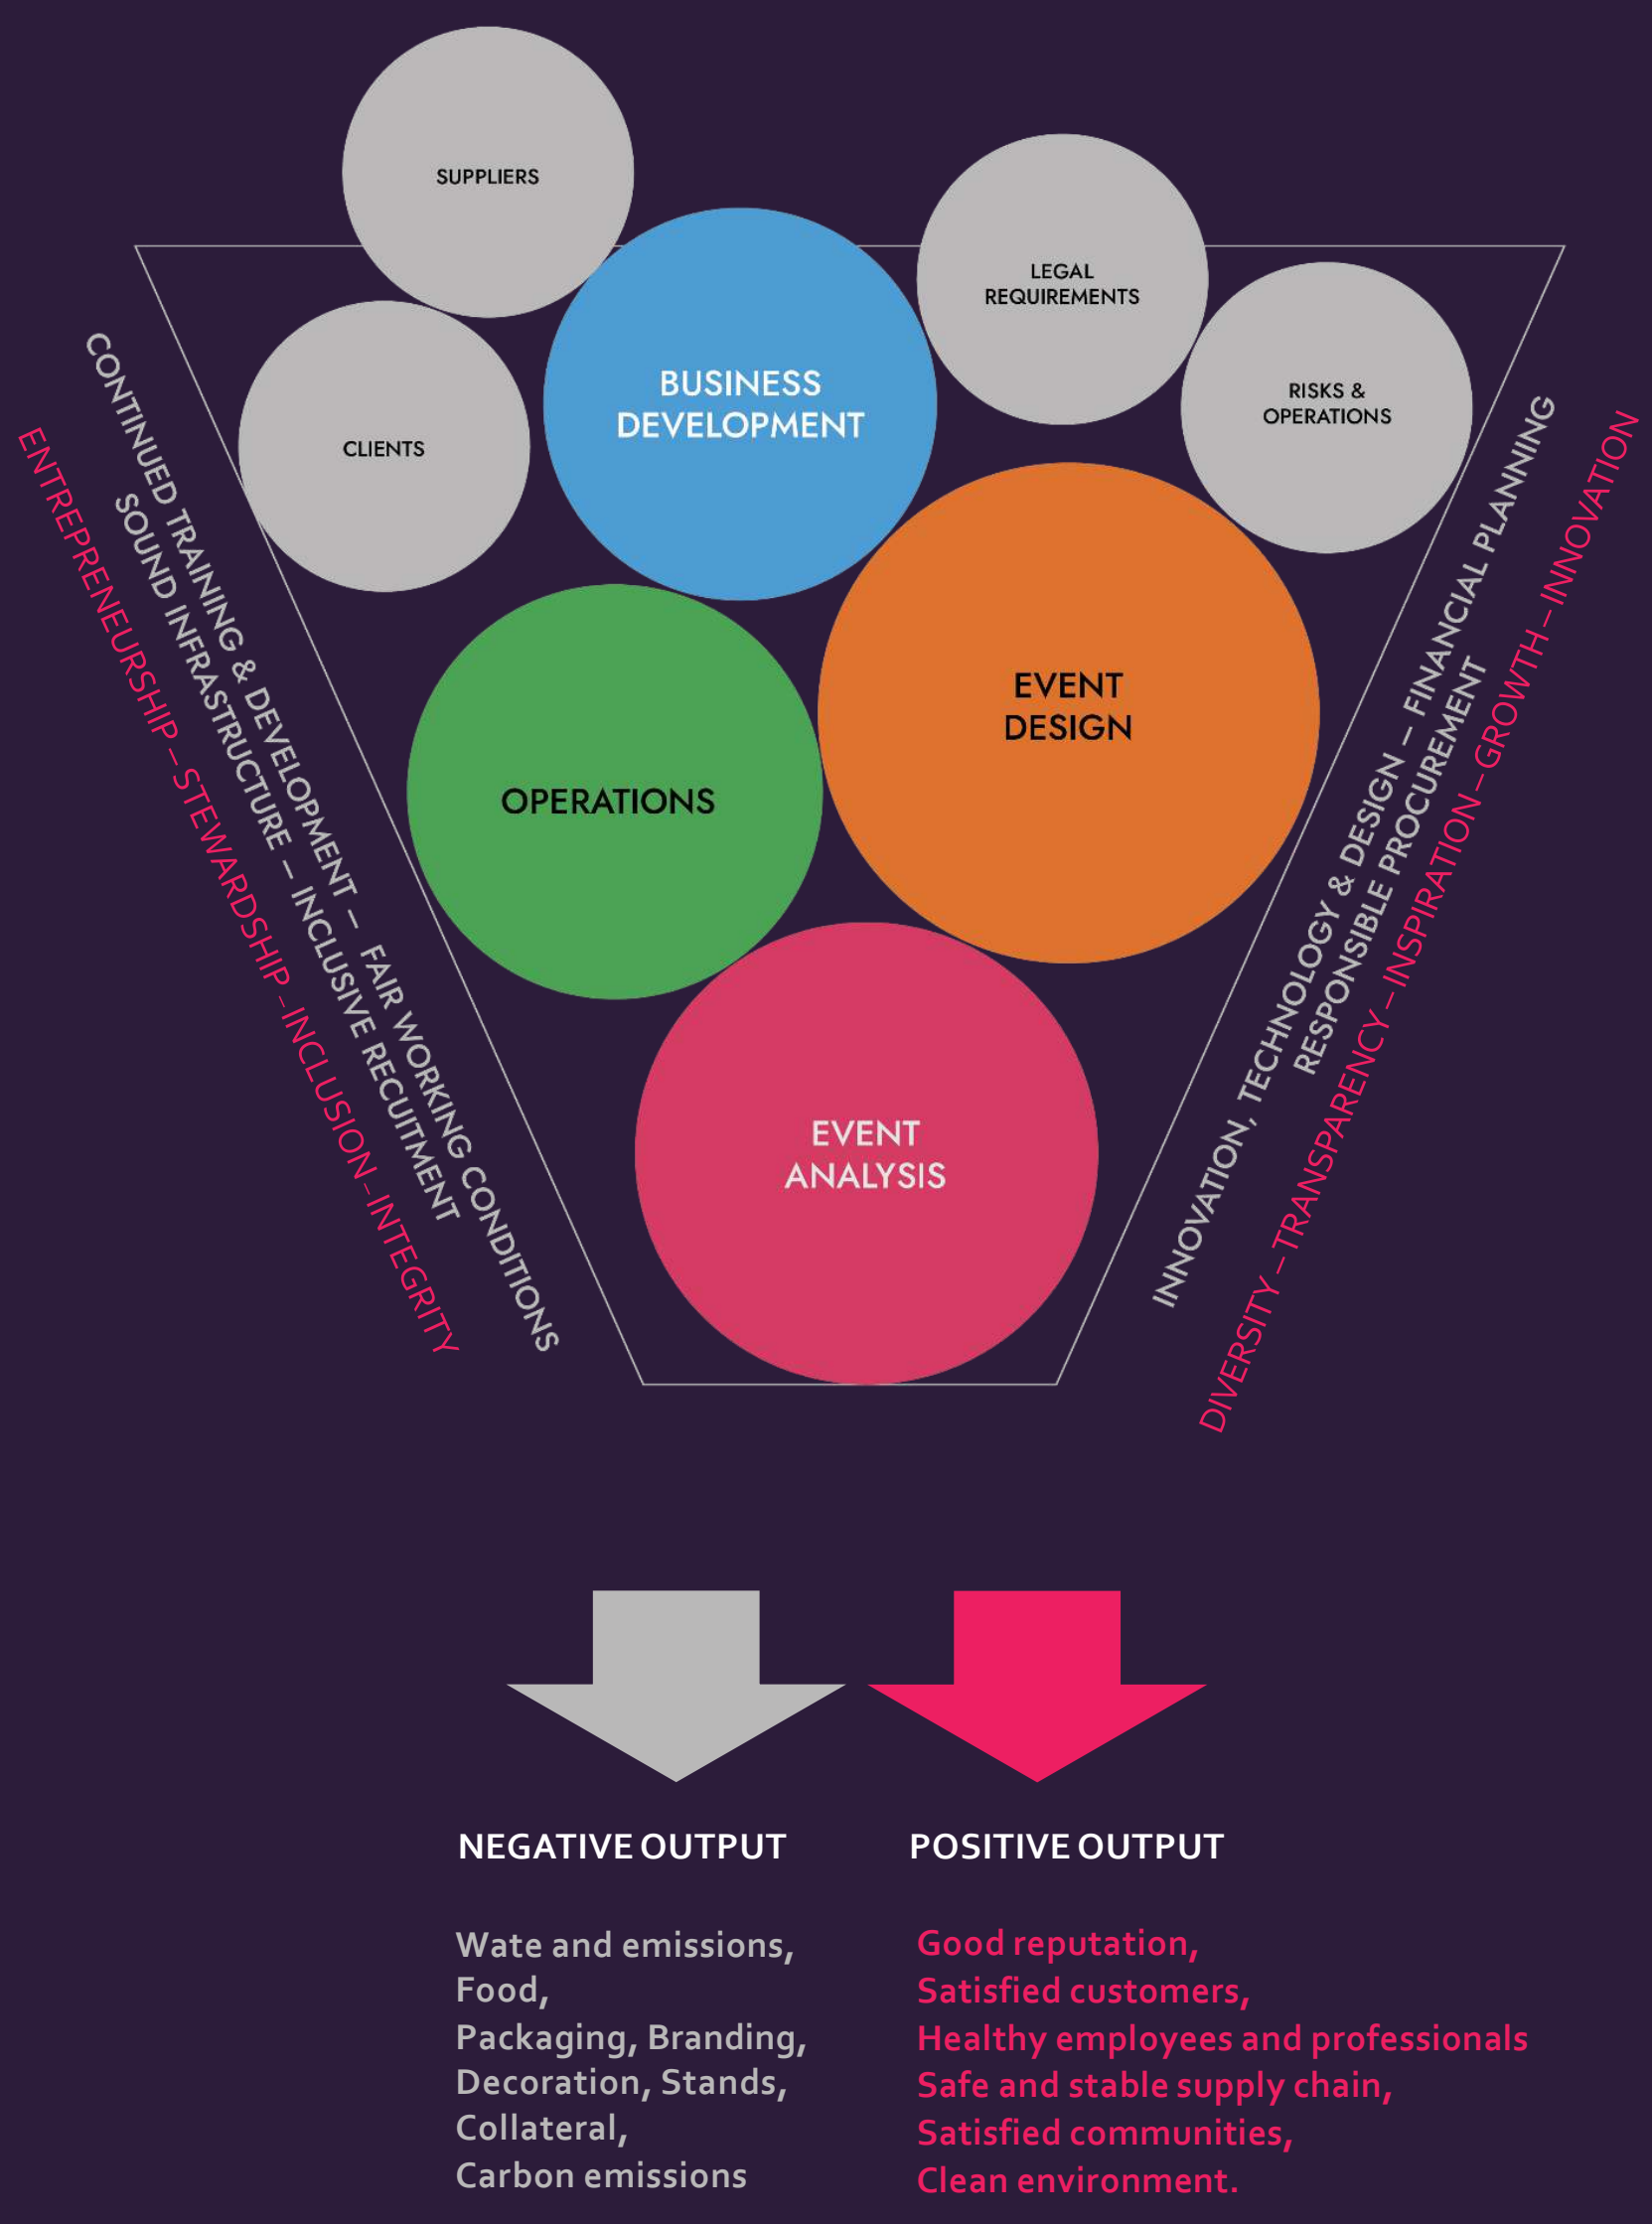 SUPPLIERS
LEGAL
REQUIREMENTS
BUSINESS
DEVELOPMENT
RISKS &
OPERATIONS
CLIENTS
EVENT
DESIGN
OPERATIONS
EVENT
ANALYSIS
CONTINUED TRAINING & DEVELOPMENT – FAIR WORKING CONDITIONS
SOUND INFRASTRUCTURE – INCLUSIVE RECUITMENT
ENTREPRENEURSHIP – STEWARDSHIP – INCLUSION – INTEGRITY
INNOVATION, TECHNOLOGY & DESIGN – FINANCIAL PLANNING
RESPONSIBLE PROCUREMENT
DIVERSITY – TRANSPARENCY – INSPIRATION – GROWTH – INNOVATION
NEGATIVE OUTPUT
Wate and emissions,
Food,
Packaging, Branding,
Decoration, Stands,
Collateral,
Carbon emissions
POSITIVE OUTPUT
Good reputation,
Satisfied customers,
Healthy employees and professionals
Safe and stable supply chain,
Satisfied communities,
Clean environment.